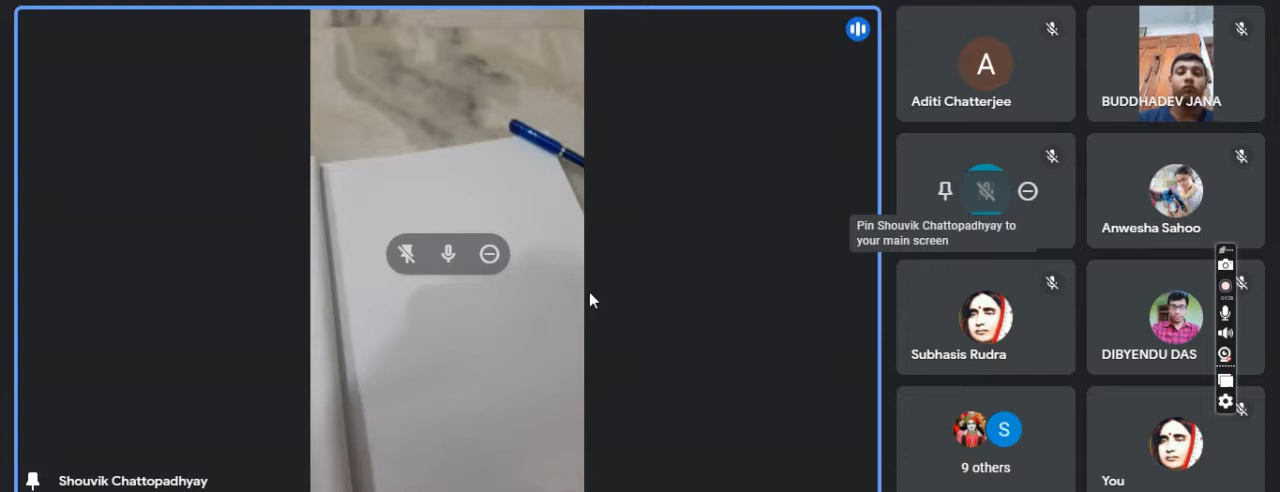 A
Aditi Chatterjee
BUDDHADEV JANA
Pin Shouvik Chattopadhyay to
your main screen
Anwesha Sahoo
Subhasis Rudra
DIBYENDU DAS
S
9 others
You
Shouvik Chattopadhyay